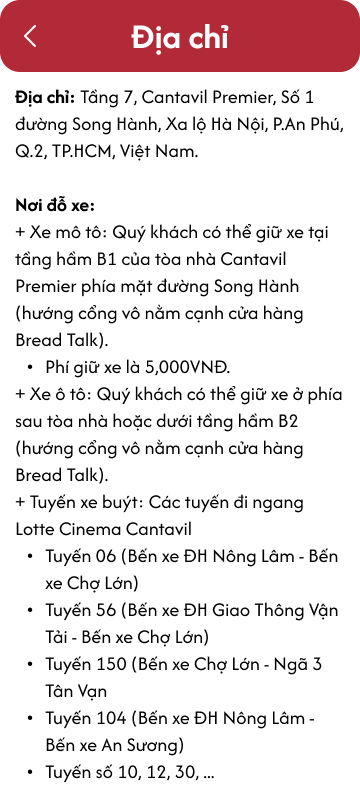 Địa chỉ
Địa chỉ: Tầng 7, Cantavil Premier, Số 1
đường Song Hành, Xa lộ Hà Nội, P.An Phú,
Q.2, TP.HCM, Việt Nam.
Nơi đỗ xe:
+ Xe mô tô: Quý khách có thể giữ xe tại
tầng hầm B1 của tòa nhà Cantavil
Premier phía mặt đường Song Hành
(hướng cổng vô nằm cạnh cửa hàng
Bread Talk).
• Phí giữ xe là 5,000VNĐ.
+ Xe ô tô: Quý khách có thể giữ xe ở phía
sau tòa nhà hoặc dưới tầng hầm B2
(hướng cổng vô nằm cạnh cửa hàng
Bread Talk).
+ Tuyến xe buýt: Các tuyến đi ngang
Lotte Cinema Cantavil
• Tuyến 06 (Bến xe ĐH Nông Lâm - Bến
xe Chợ Lớn)
• Tuyến 56 (Bến xe ĐH Giao Thông Vận
Tải - Bến xe Chợ Lớn)
• Tuyến 150 (Bến xe Chợ Lớn - Ngã 3
Tân Vạn
• Tuyến 104 (Bến xe ĐH Nông Lâm -
Bến xe An Sương)
• Tuyến số 10, 12, 30, ...